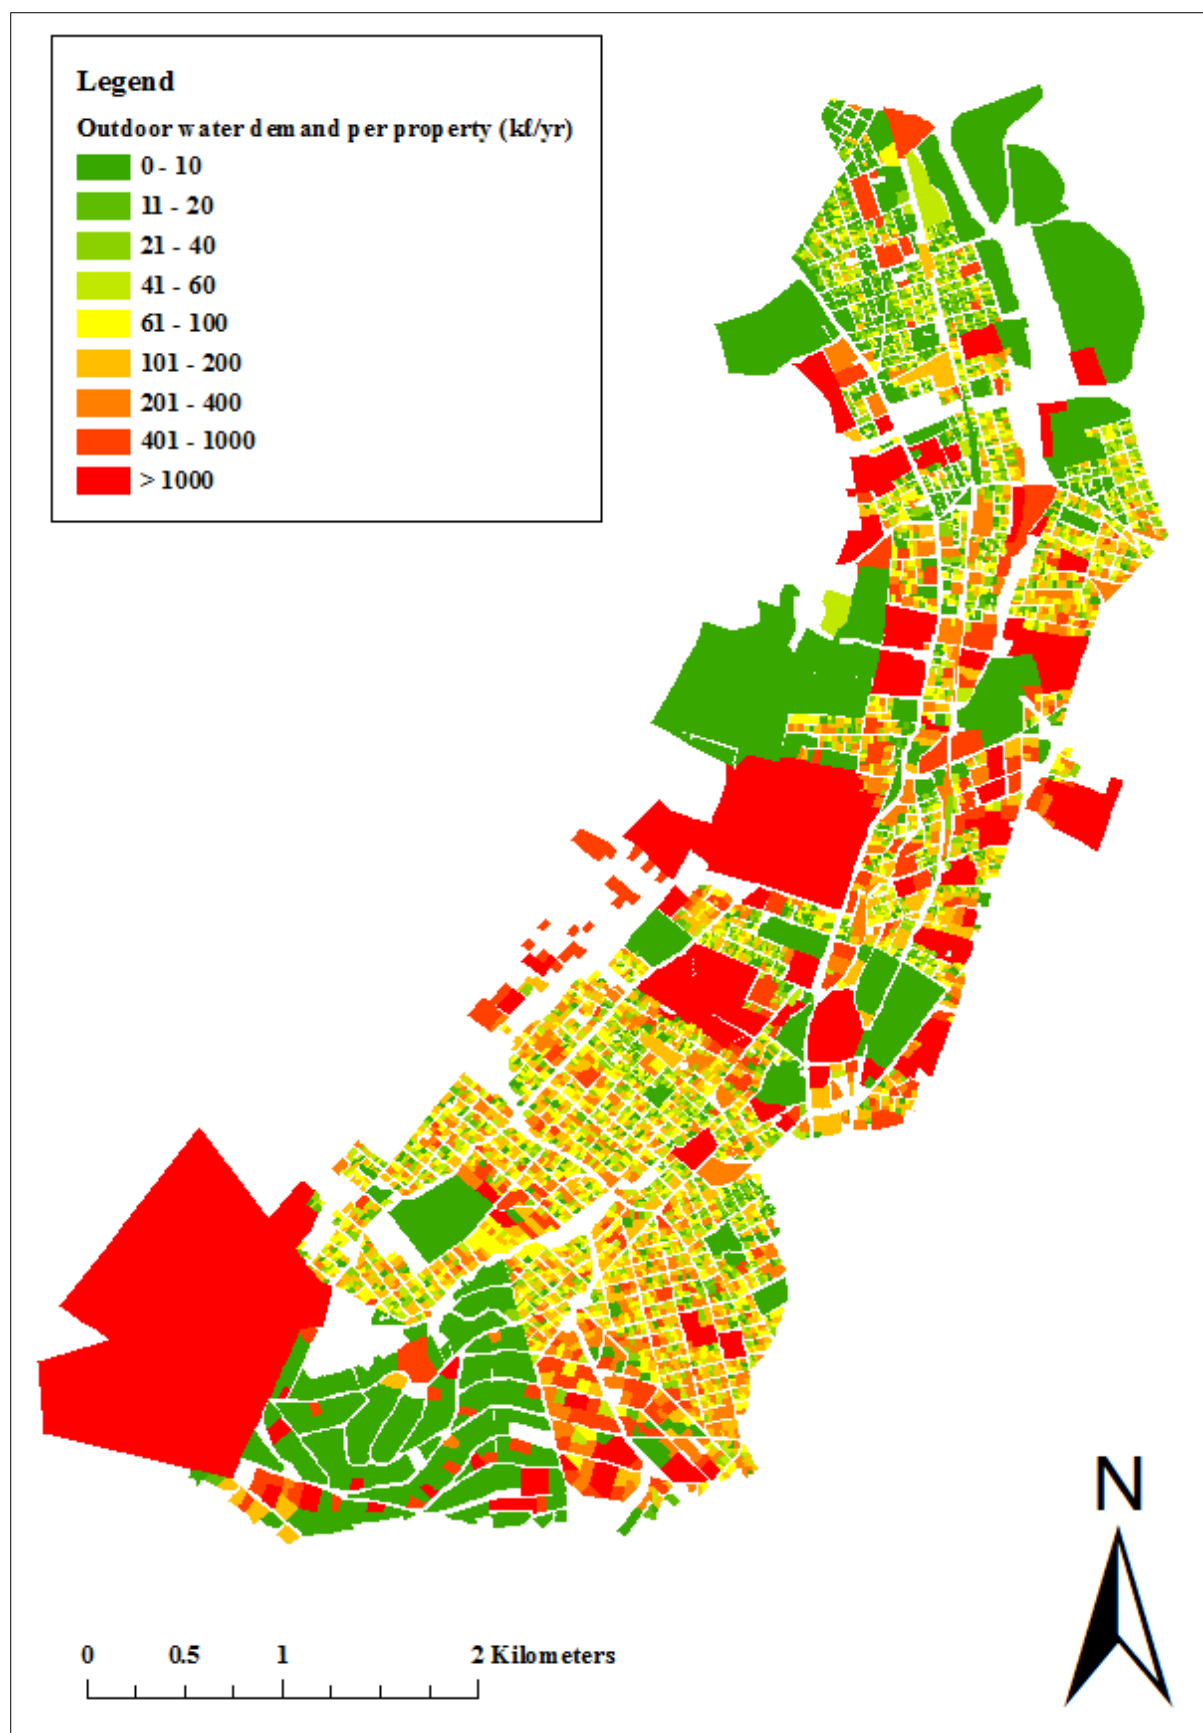 Legend
Outdoor water demand per property (kℓ/yr)
0 - 10
11 - 20
21 - 40
41 - 60
61 - 100
101 - 200
201 - 400
401 - 1000
> 1000
N
0 0.5 1 2 Kilometers